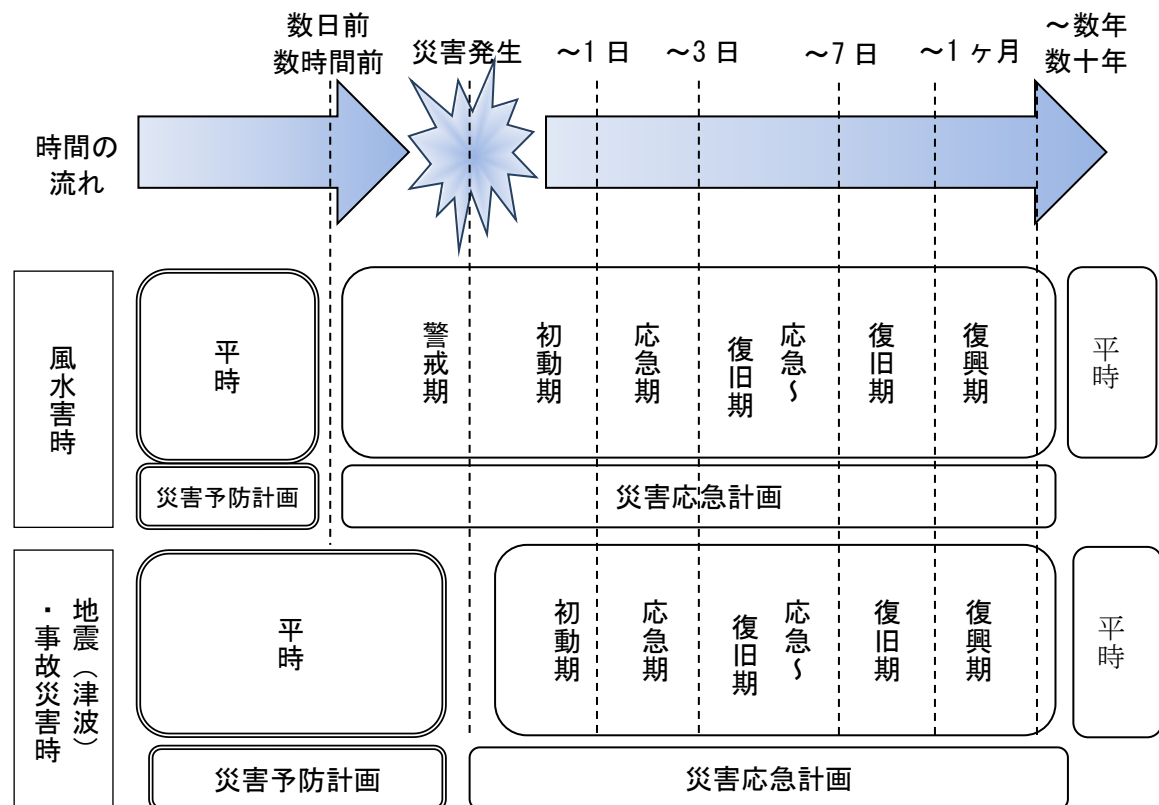 数日前
数時間前
災害発生
～1日
～3日
～7日
～1ヶ月
～数年
数十年
時間の
流れ
風水害時
平時
警戒期
初動期
応急期
応急～
復旧期
復旧期
復興期
平時
災害予防計画
災害応急計画
地震（津波）
・事故災害時
平時
初動期
応急期
応急～
復旧期
復旧期
復興期
平時
災害予防計画
災害応急計画